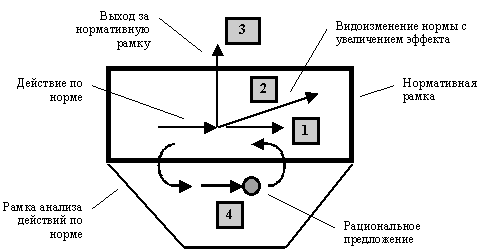 Выход за
нормативную
рамку
3
Видоизменение нормы с
увеличением эффекта
Действие по
норме
2
Нормативная
рамка
1
Рамка анализа
действий по
норме
4
Рациональное
предложение